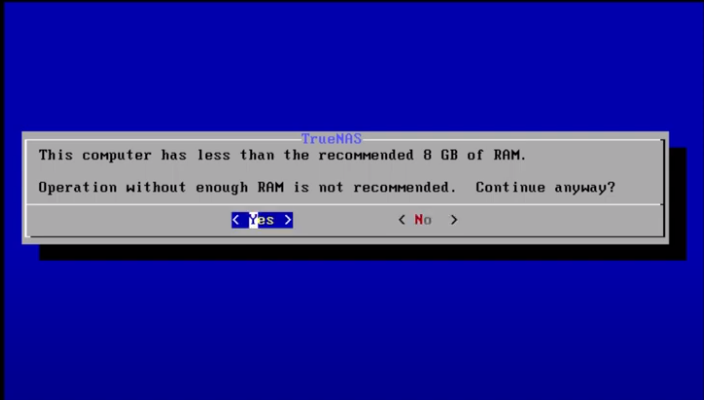 TrueNAS
This computer has less than the recommended 8 GB of RAM.
Operation without enough RAM is not recommended.  Continue anyway?
< Yes > < No >